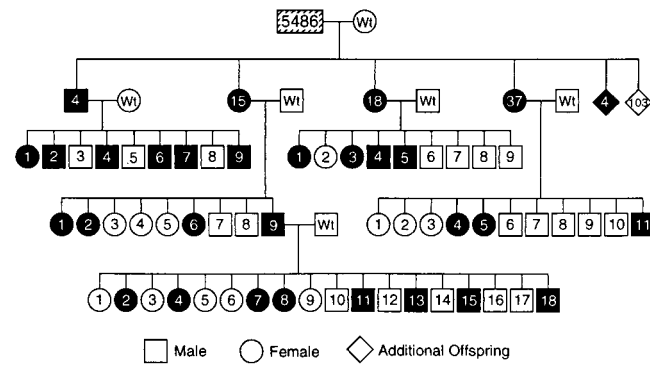 5486 Wt
4 Wt 15 Wt 18 Wt 37 Wt 4 103
1 2 3 4 5 6 7 8 9 1 2 3 4 5 6 7 8 9
1 2 3 4 5 6 7 8 9 Wt 1 2 3 4 5 6 7 8 9 10 11
1 2 3 4 5 6 7 8 9 10 11 12 13 14 15 16 17 18
Male Female Additional Offspring